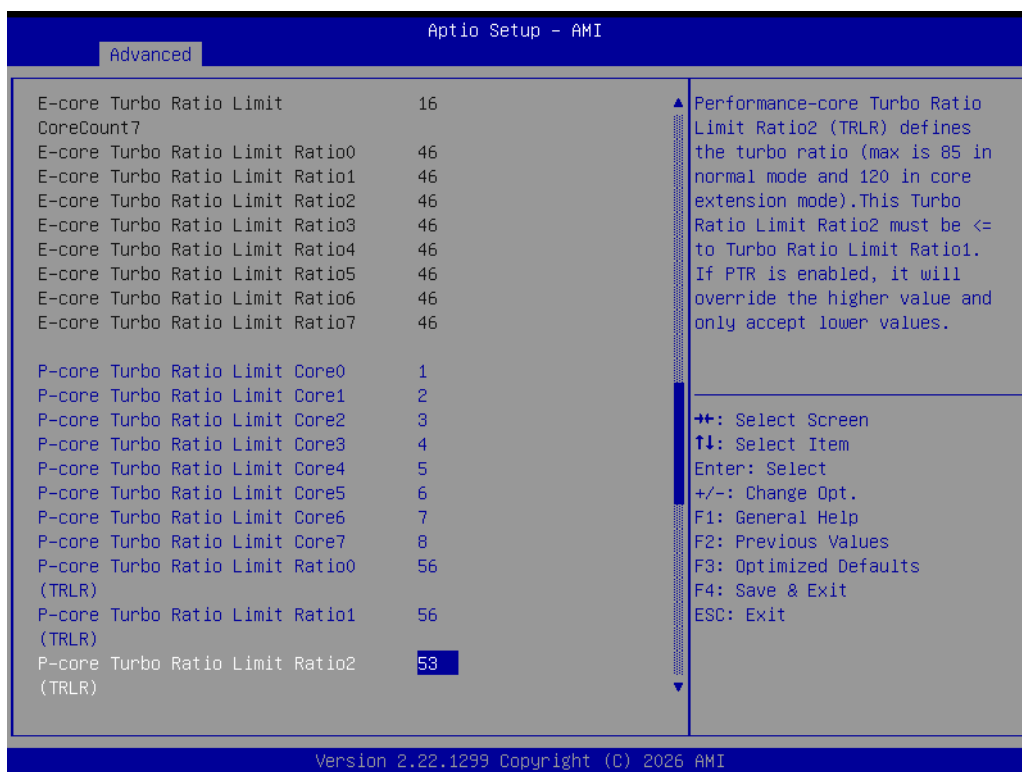 Aptio Setup - AMI
Advanced
E-core Turbo Ratio Limit 16
CoreCount7
E-core Turbo Ratio Limit Ratio0 46
E-core Turbo Ratio Limit Ratio1 46
E-core Turbo Ratio Limit Ratio2 46
E-core Turbo Ratio Limit Ratio3 46
E-core Turbo Ratio Limit Ratio4 46
E-core Turbo Ratio Limit Ratio5 46
E-core Turbo Ratio Limit Ratio6 46
E-core Turbo Ratio Limit Ratio7 46
P-core Turbo Ratio Limit Core0 1
P-core Turbo Ratio Limit Core1 2
P-core Turbo Ratio Limit Core2 3
P-core Turbo Ratio Limit Core3 4
P-core Turbo Ratio Limit Core4 5
P-core Turbo Ratio Limit Core5 6
P-core Turbo Ratio Limit Core6 7
P-core Turbo Ratio Limit Core7 8
P-core Turbo Ratio Limit Ratio0 56
(TRLR)
P-core Turbo Ratio Limit Ratio1 56
(TRLR)
P-core Turbo Ratio Limit Ratio2 53
(TRLR)
Performance-core Turbo Ratio
Limit Ratio2 (TRLR) defines
the turbo ratio (max is 85 in
normal mode and 120 in core
extension mode).This Turbo
Ratio Limit Ratio2 must be <=
to Turbo Ratio Limit Ratio1.
If PTR is enabled, it will
override the higher value and
only accept lower values.
→←: Select Screen
↑↓: Select Item
Enter: Select
+/-: Change Opt.
F1: General Help
F2: Previous Values
F3: Optimized Defaults
F4: Save & Exit
ESC: Exit
Version 2.22.1299 Copyright (C) 2026 AMI